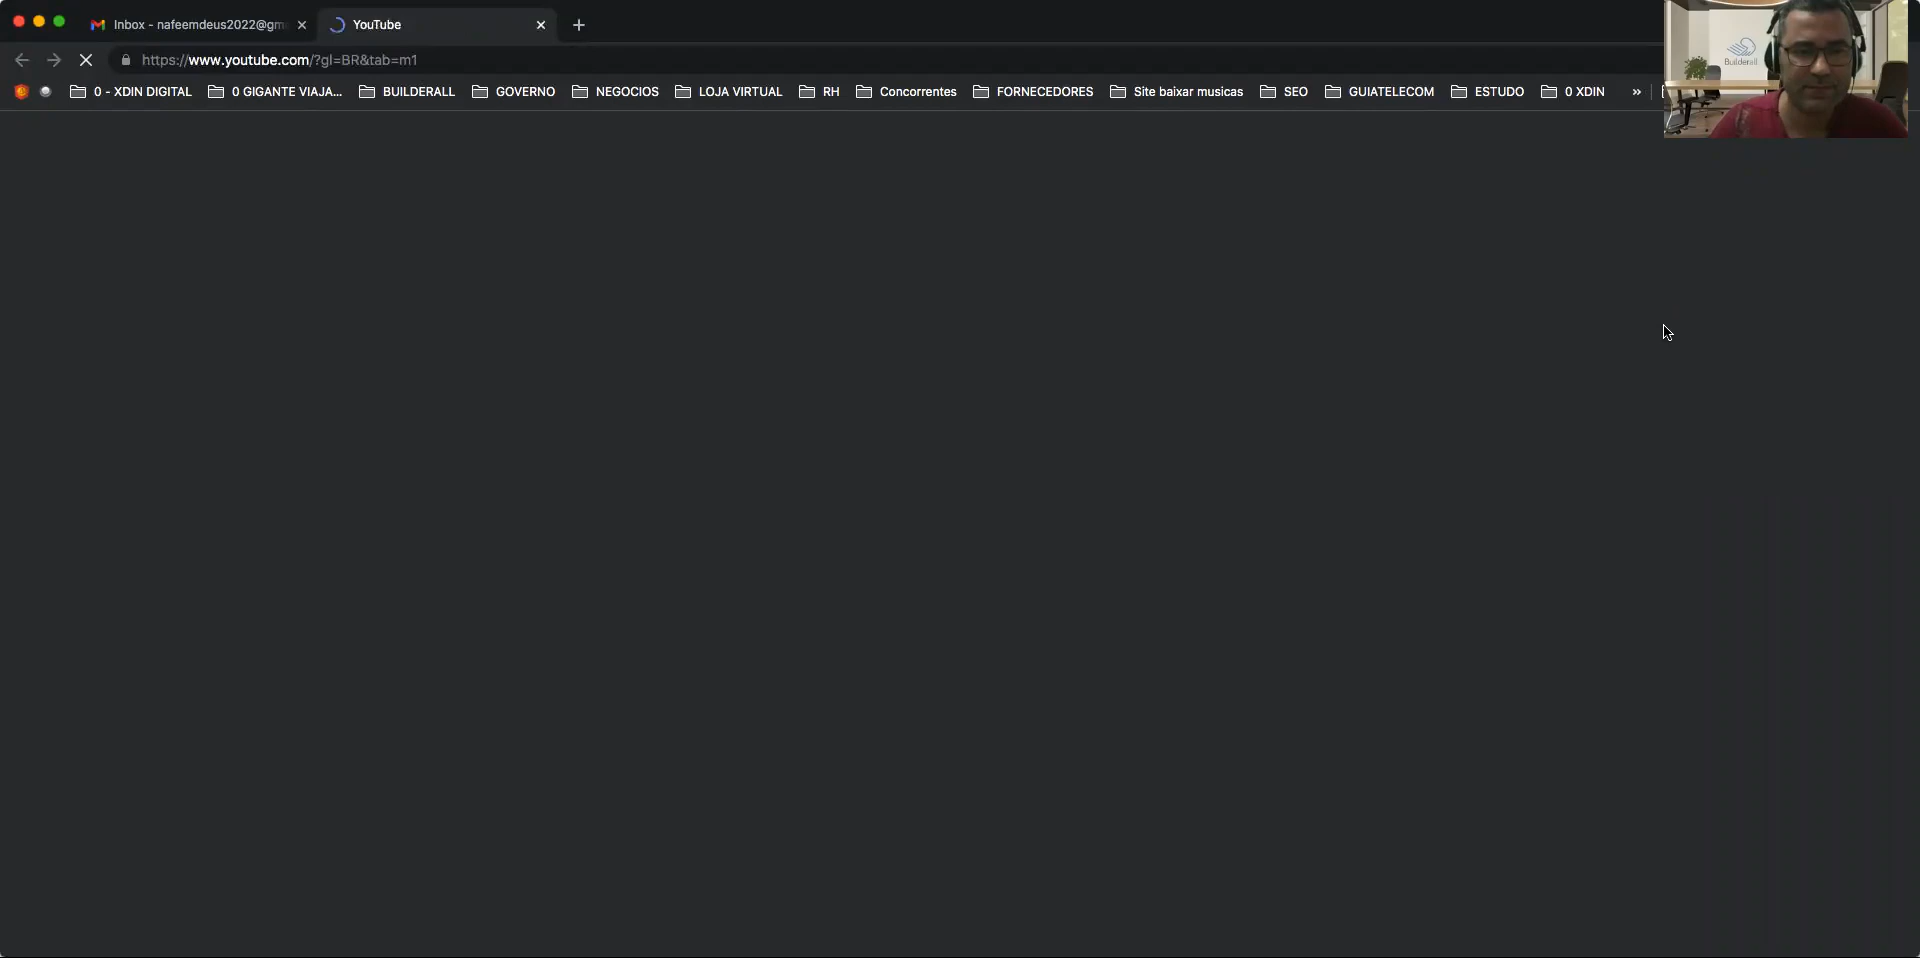 Inbox - nafeemdeus2022@gm
YouTube
https://www.youtube.com/?gl=BR&tab=m1
0 - XDIN DIGITAL
0 GIGANTE VIAJA...
BUILDERALL
GOVERNO
NEGOCIOS
LOJA VIRTUAL
RH
Concorrentes
FORNECEDORES
Site baixar musicas
SEO
GUIATELECOM
ESTUDO
0 XDIN
»
Builderall